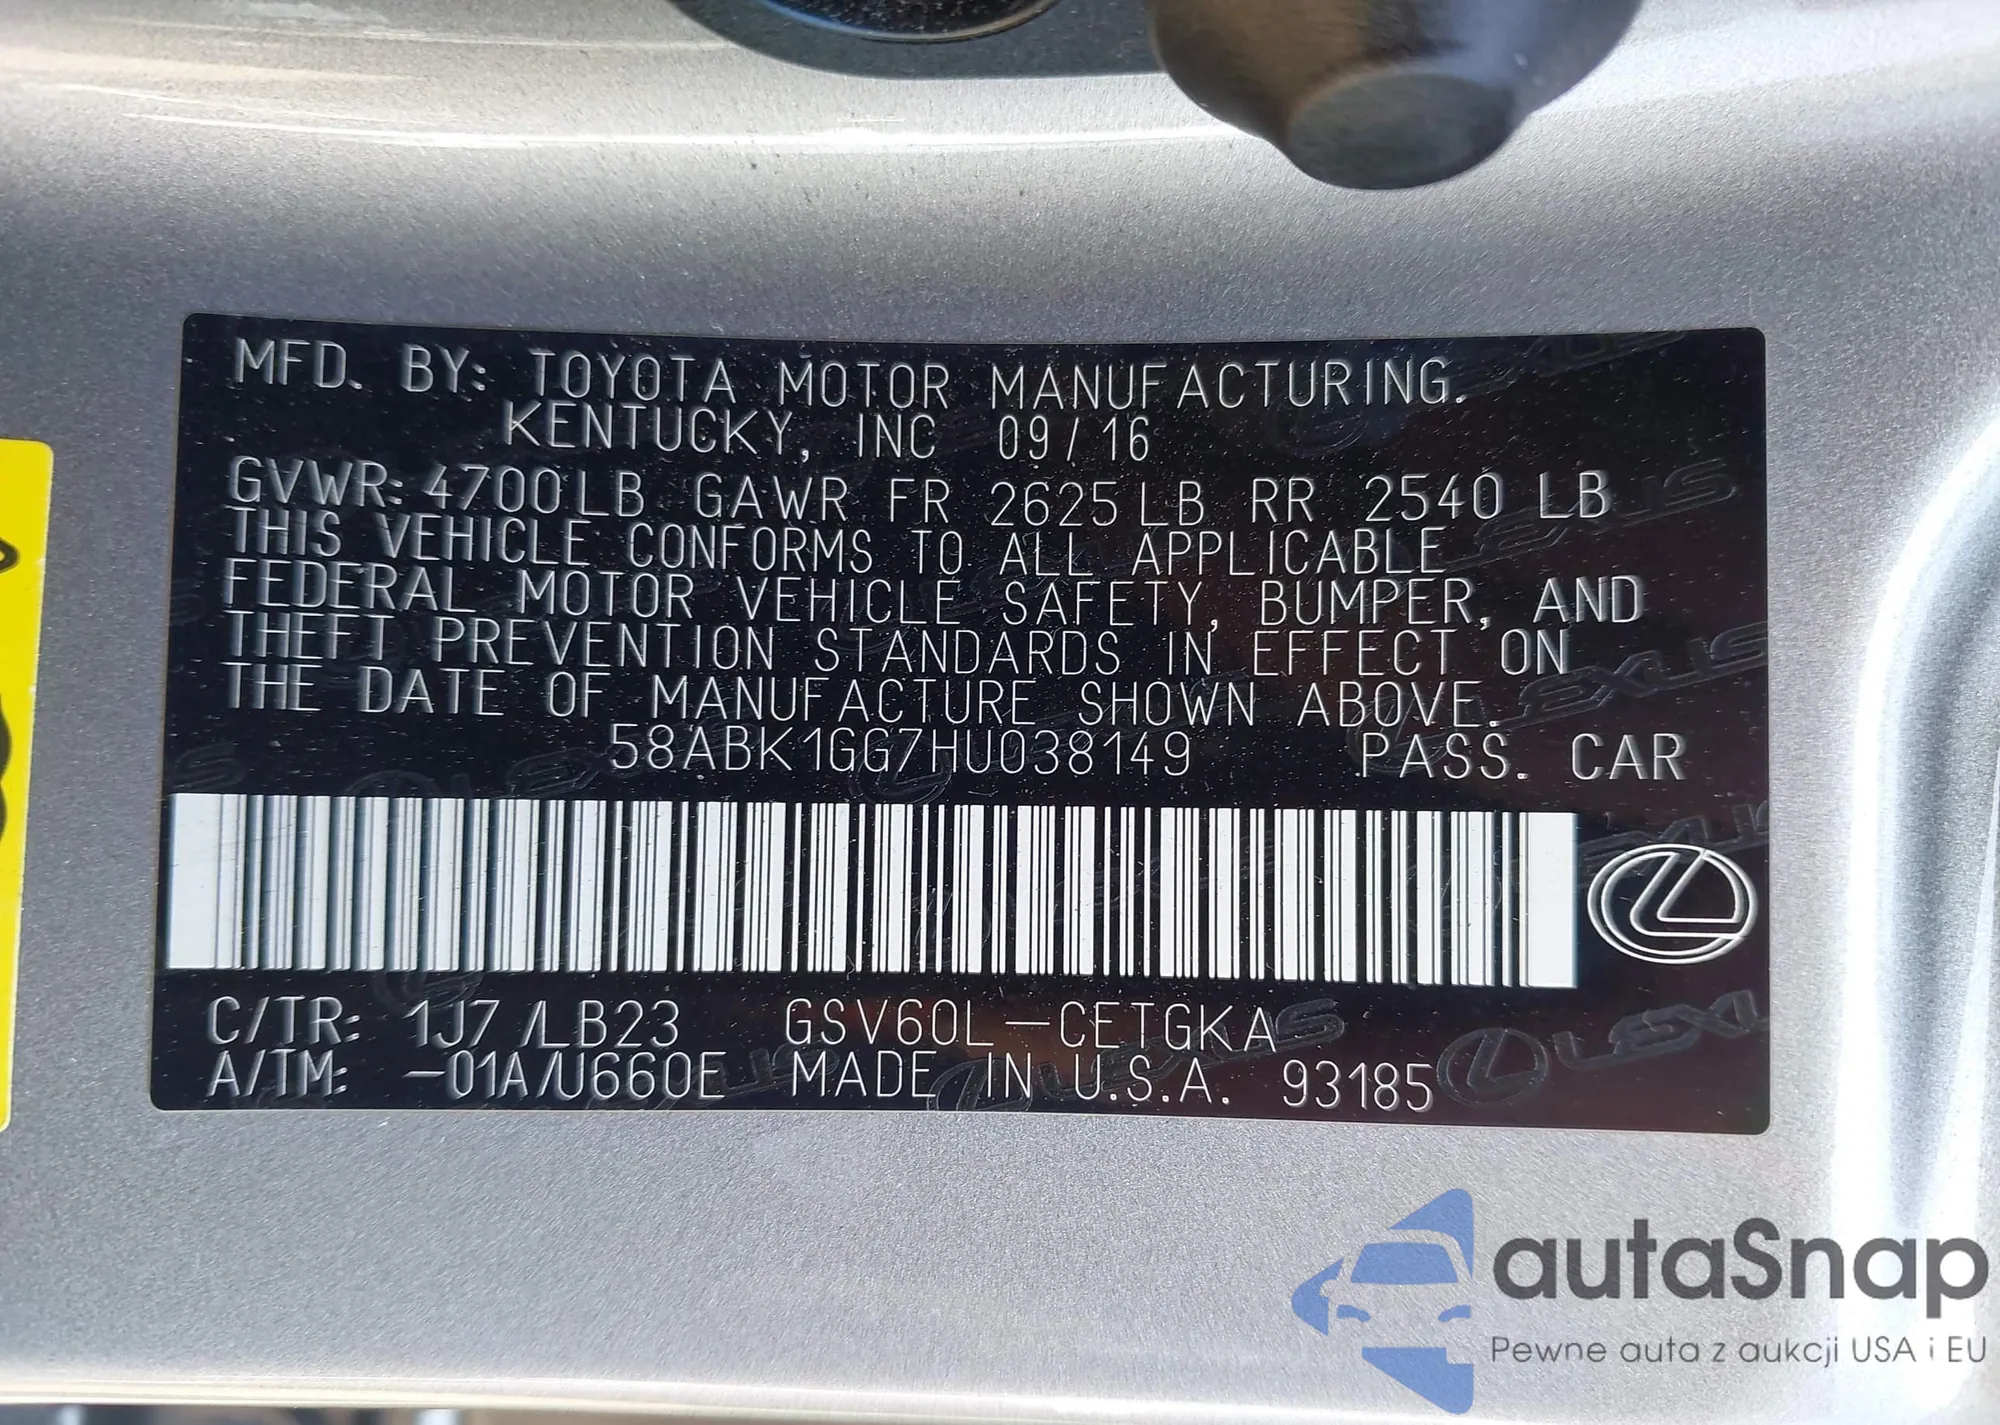 MFD. BY: TOYOTA MOTOR MANUFACTURING.
KENTUCKY, INC 09/16
GVWR: 4700LB GAWR FR 2625LB RR 2540 LB
THIS VEHICLE CONFORMS TO ALL APPLICABLE
FEDERAL MOTOR VEHICLE SAFETY, BUMPER, AND
THEFT PREVENTION STANDARDS IN EFFECT ON
THE DATE OF MANUFACTURE SHOWN ABOVE.
58ABK1GG7HU038149 PASS. CAR
C/TR: 1J7/LB23 GSV60L-CETGKA
A/TM: -01A/U660E MADE IN U.S.A. 93185
LEXUS
autaSnap
Pewne auta z aukcji USA i EU